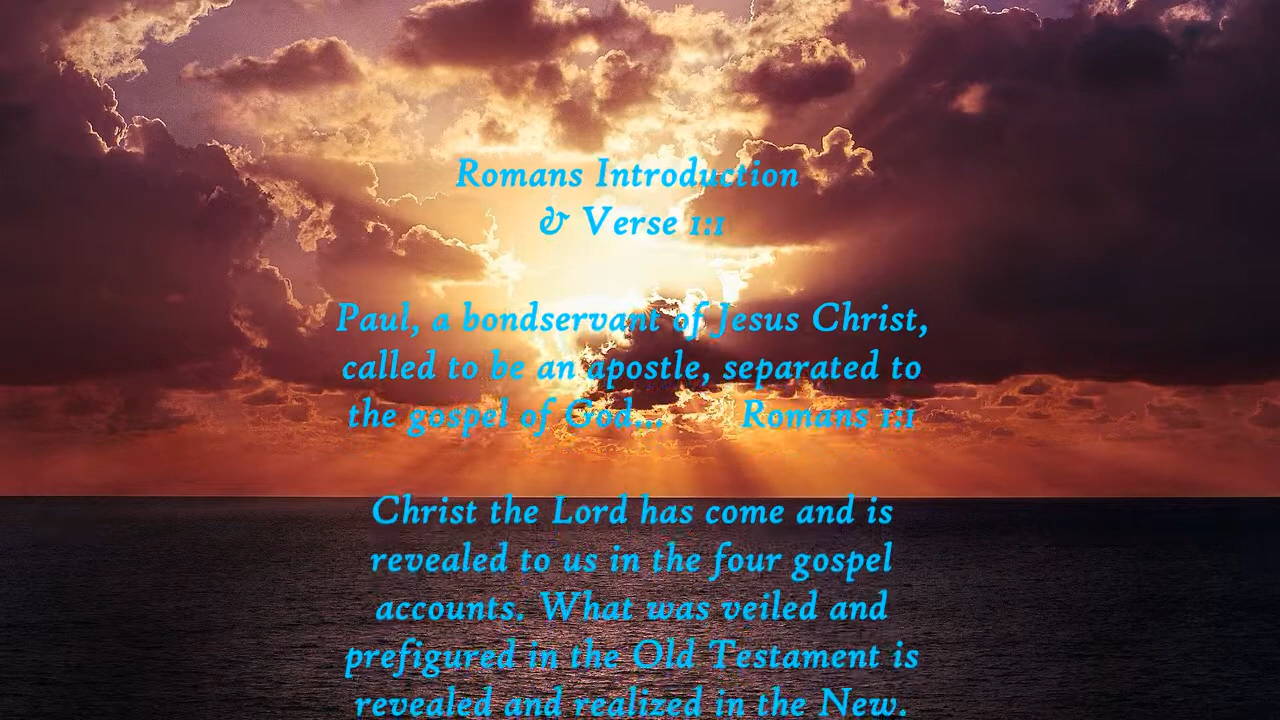 Romans Introduction
& Verse 1:1
Paul, a bondservant of Jesus Christ,
called to be an apostle, separated to
the gospel of God... Romans 1:1
Christ the Lord has come and is
revealed to us in the four gospel
accounts. What was veiled and
prefigured in the Old Testament is
revealed and realized in the New.